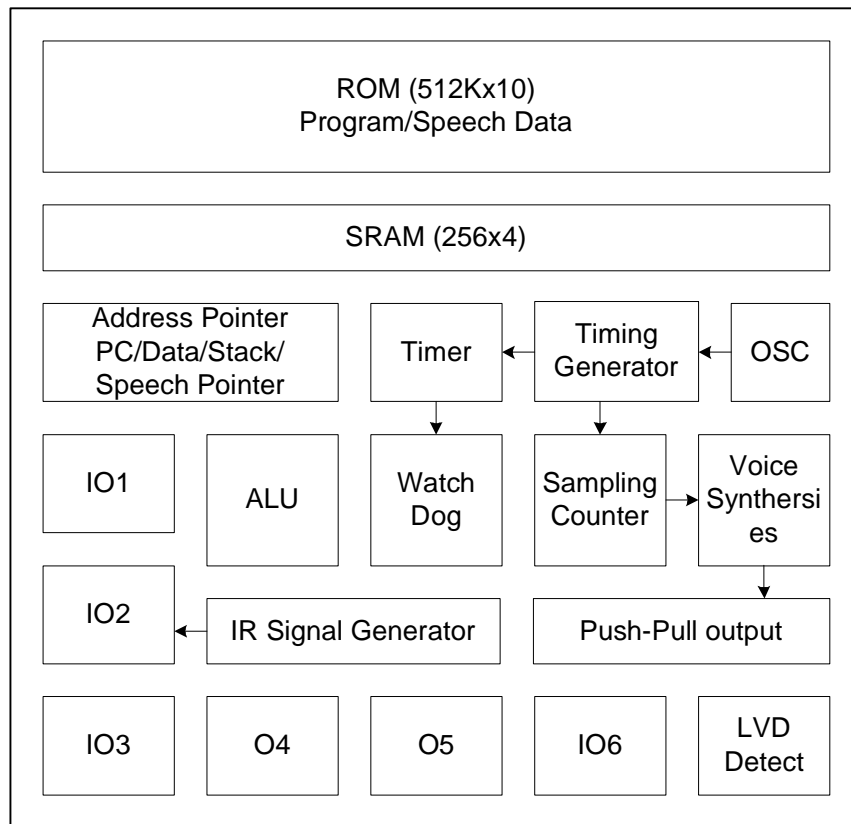 ROM (512Kx10)
Program/Speech Data
SRAM (256x4)
Address Pointer
PC/Data/Stack/
Speech Pointer
Timer
Timing
Generator
OSC
IO1
ALU
Watch
Dog
Sampling
Counter
Voice
Synthersi
es
IO2
IR Signal Generator
Push-Pull output
IO3
O4
O5
IO6
LVD
Detect